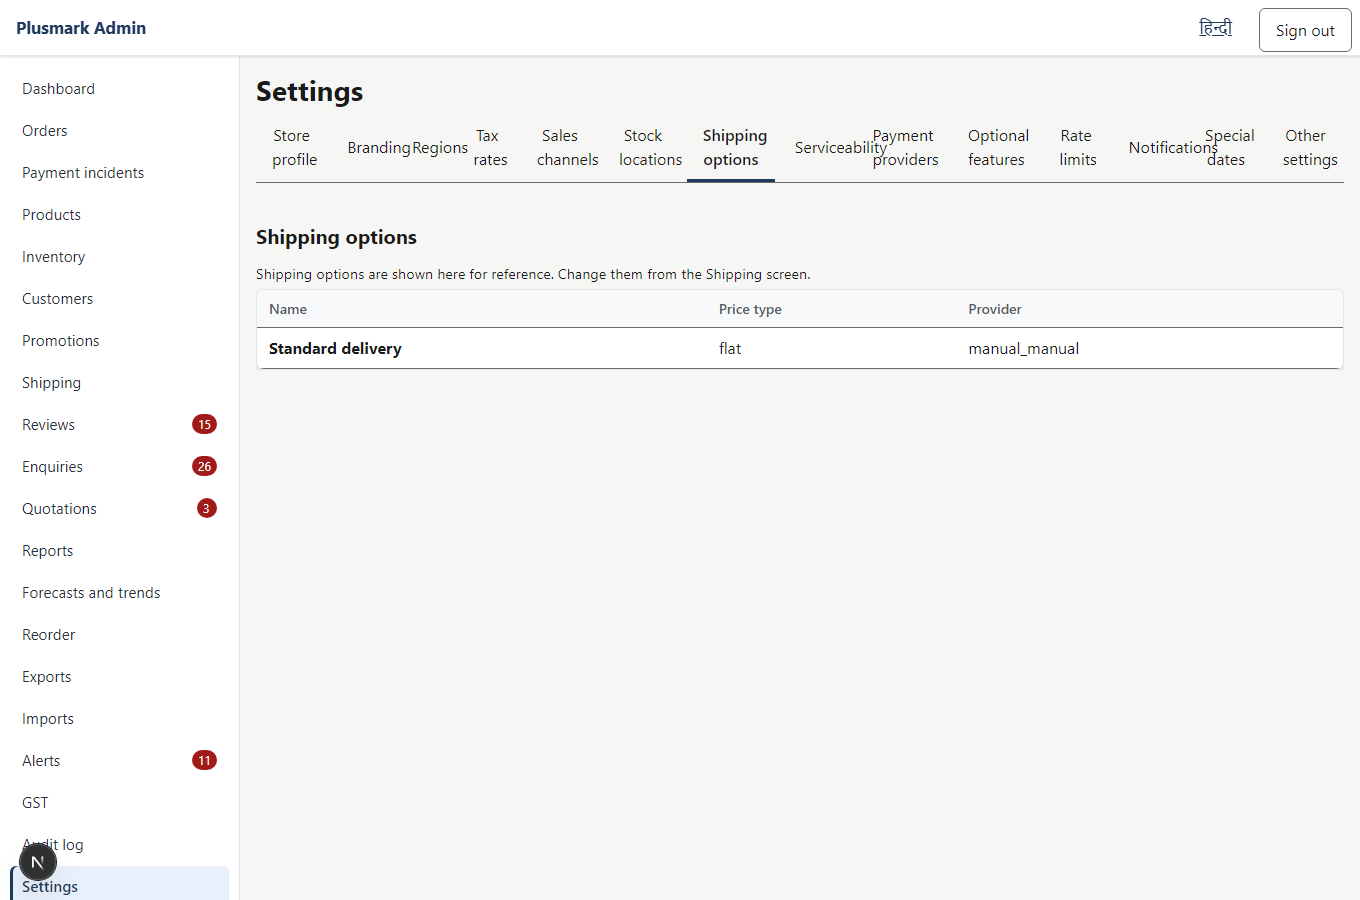 Plusmark Admin
हिन्दी
Sign out
Dashboard
Orders
Payment incidents
Products
Inventory
Customers
Promotions
Shipping
Reviews 15
Enquiries 26
Quotations 3
Reports
Forecasts and trends
Reorder
Exports
Imports
Alerts 11
GST
Audit log
N
Settings
Settings
Store profile
Branding
Regions
Tax rates
Sales channels
Stock locations
Shipping options
Serviceability
Payment providers
Optional features
Rate limits
Notifications
Special dates
Other settings
Shipping options
Shipping options are shown here for reference. Change them from the Shipping screen.
Name Price type Provider
Standard delivery flat manual_manual